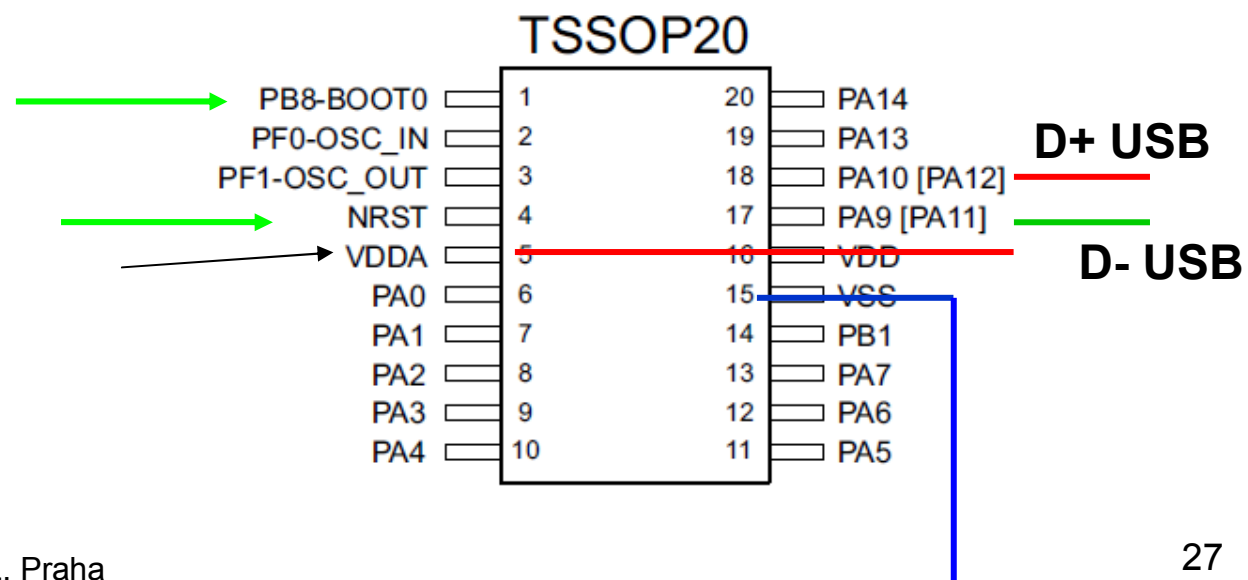 TSSOP20
PB8-BOOT0 1 20 PA14
PF0-OSC_IN 2 19 PA13
D+ USB
PF1-OSC_OUT 3 18 PA10 [PA12]
NRST 4 17 PA9 [PA11]
VDDA 5 16 VDD
D- USB
PA0 6 15 VSS
PA1 7 14 PB1
PA2 8 13 PA7
PA3 9 12 PA6
PA4 10 11 PA5
27
. Praha